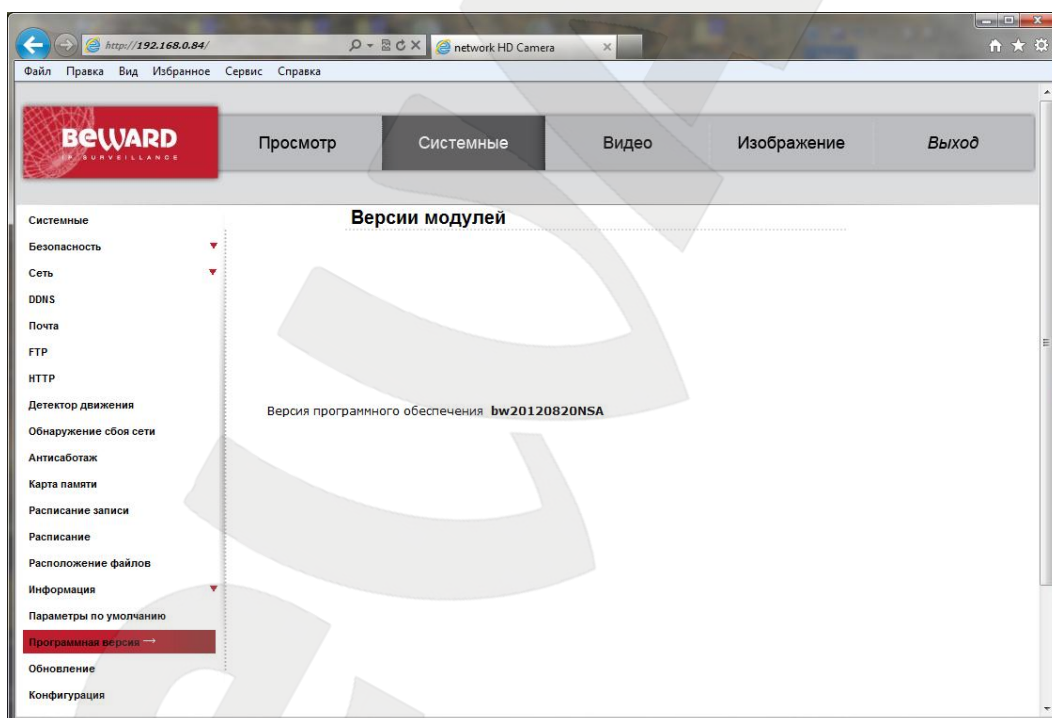 http://192.168.0.84/
network HD Camera
Файл Правка Вид Избранное Сервис Справка
BEWARD
IP SURVEILLANCE
Просмотр Системные Видео Изображение Выход
Версии модулей
Системные
Безопасность
Сеть
DDNS
Почта
FTP
HTTP
Детектор движения
Обнаружение сбоя сети
Антисаботаж
Карта памяти
Расписание записи
Расписание
Расположение файлов
Информация
Параметры по умолчанию
Программная версия →
Обновление
Конфигурация
Версия программного обеспечения bw20120820NSA